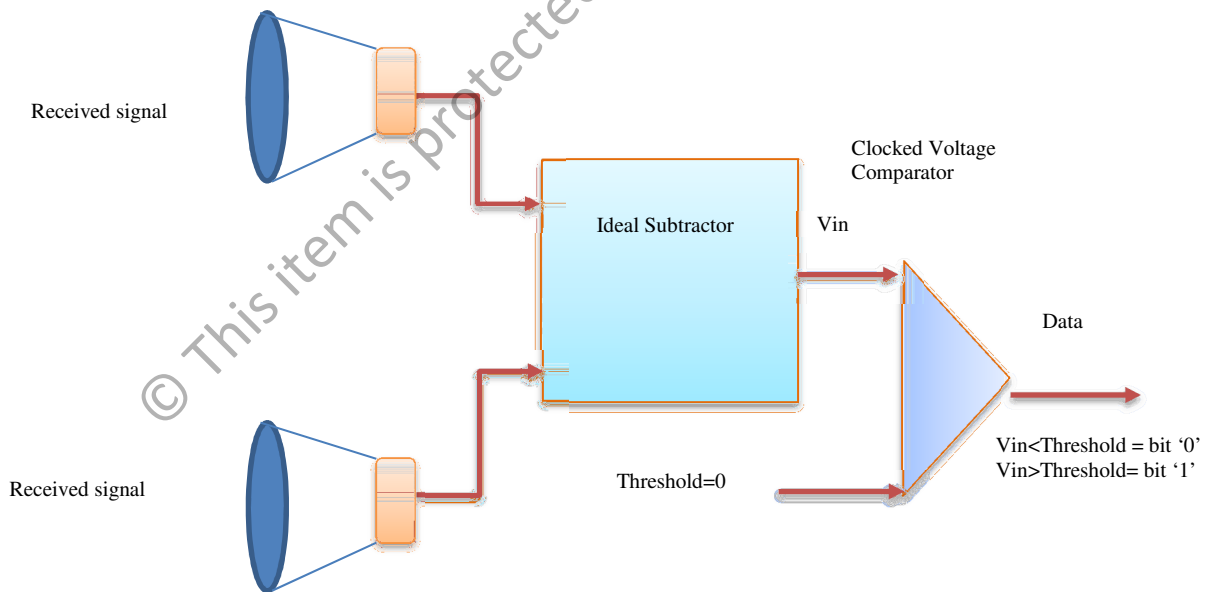 © This item is protected
Received signal
Clocked Voltage
Comparator
Ideal Subtractor
Vin
Data
Vin<Threshold = bit ‘0’
Vin>Threshold= bit ‘1’
Threshold=0
Received signal